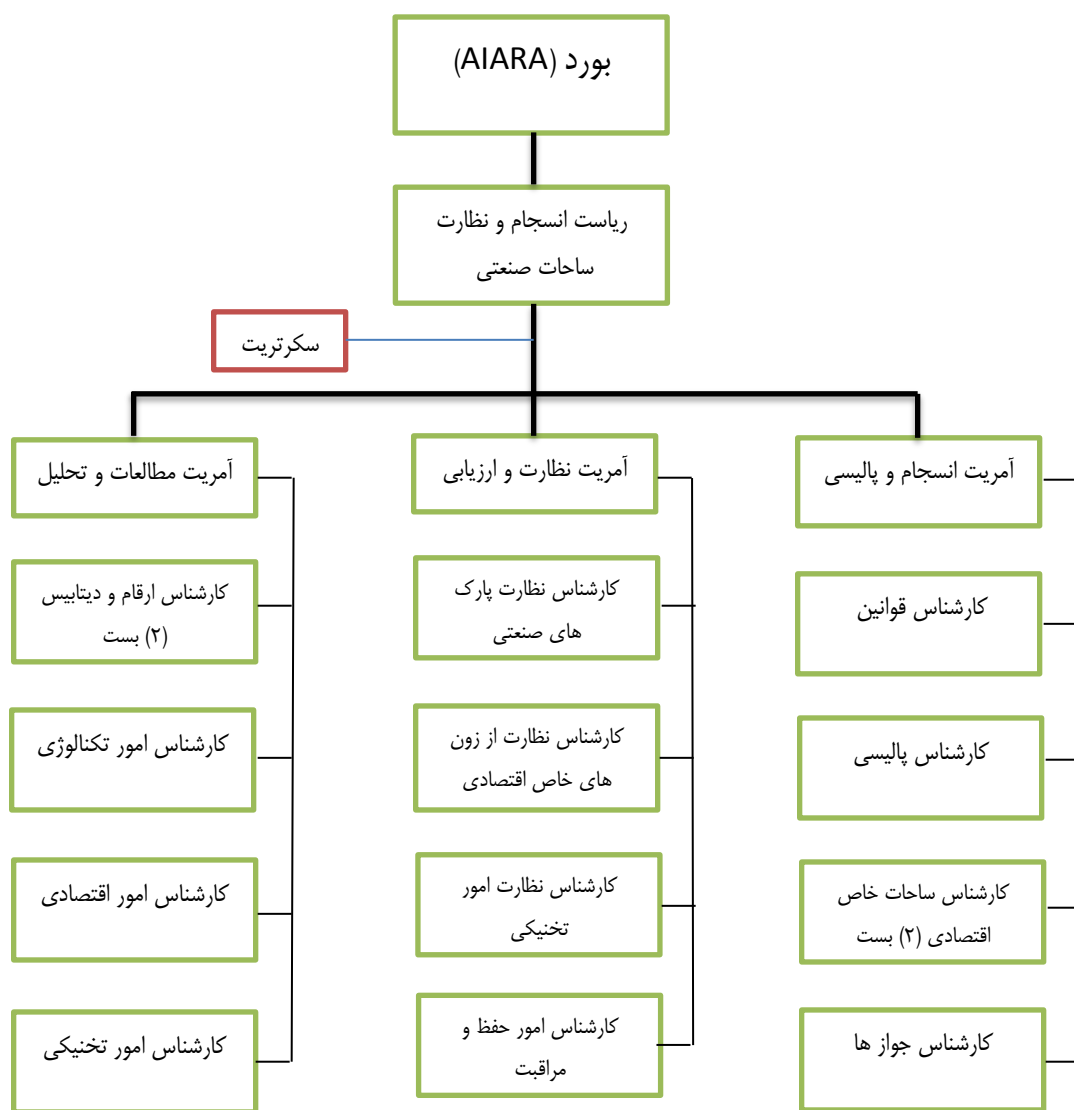 بورد (AIARA)
ریاست انسجام و نظارت
ساحات صنعتی
سکرتریت
آمریت انسجام و پالیسی
کارشناس قوانین
کارشناس پالیسی
کارشناس ساحات خاص
اقتصادی (۲) بست
کارشناس جواز ها
آمریت نظارت و ارزیابی
کارشناس نظارت پارک
های صنعتی
کارشناس نظارت از زون
های خاص اقتصادی
کارشناس نظارت امور
تخنیکی
کارشناس امور حفظ و
مراقبت
آمریت مطالعات و تحلیل
کارشناس ارقام و دیتابیس
(۲) بست
کارشناس امور تکنالوژی
کارشناس امور اقتصادی
کارشناس امور تخنیکی